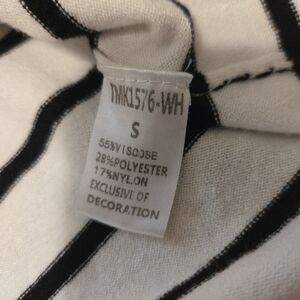 TMK1576-WH
S
55%VISCOSE
28%POLYESTER
17%NYLON
EXCLUSIVE OF
DECORATION